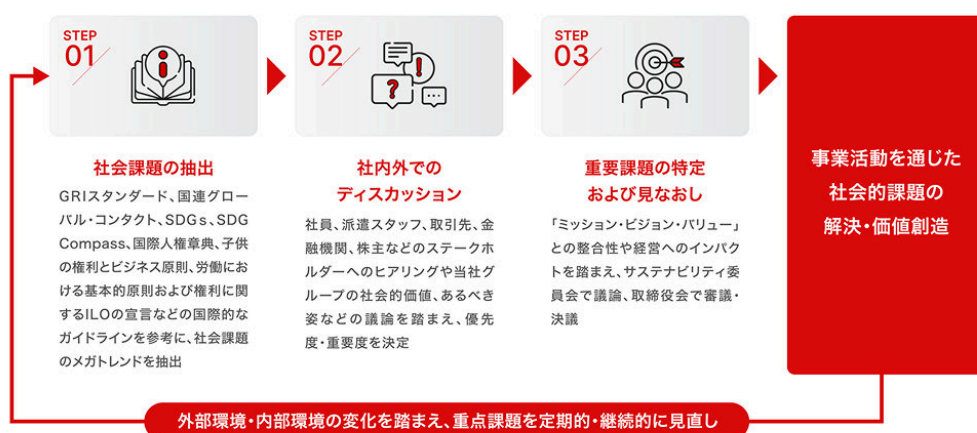 STEP
01
社会課題の抽出
GRIスタンダード、国連グロー
バル・コンタクト、SDGs、SDG
Compass、国際人権章典、子供
の権利とビジネス原則、労働にお
ける基本的原則および権利に関
するILOの宣言などの国際的な
ガイドラインを参考に、社会課題
のメガトレンドを抽出
STEP
02
社内外での
ディスカッション
社員、派遣スタッフ、取引先、金
融機関、株主などのステークホ
ルダーへのヒアリングや当社グ
ループの社会的価値、あるべき
姿などの議論を踏まえ、優先
度・重要度を決定
STEP
03
重要課題の特定
および見なおし
「ミッション・ビジョン・バリュー」
との整合性や経営へのインパク
トを踏まえ、サステナビリティ委
員会で議論、取締役会で審議・
決議
事業活動を通じた
社会的課題の
解決・価値創造
外部環境・内部環境の変化を踏まえ、重点課題を定期的・継続的に見直し